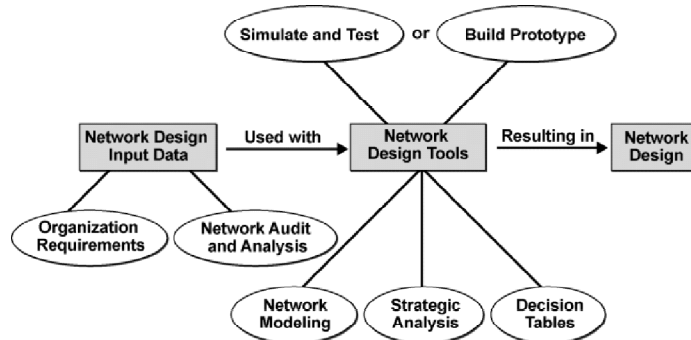 Simulate and Test
or
Build Prototype
Network Design
Input Data
Used with
Network
Design Tools
Resulting in
Network
Design
Organization
Requirements
Network Audit
and Analysis
Network
Modeling
Strategic
Analysis
Decision
Tables